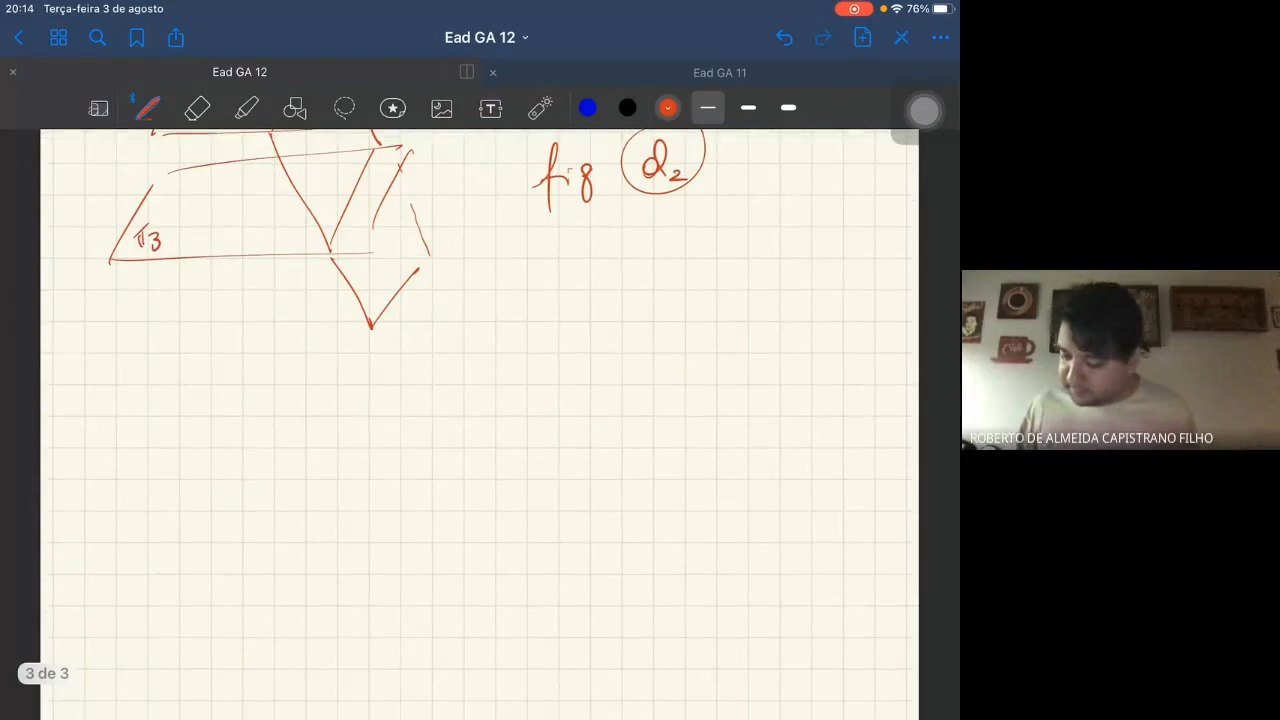 20:14 Terça-feira 3 de agosto 76%
Ead GA 12
Ead GA 12 Ead GA 11
fig d₂
π3
ROBERTO DE ALMEIDA CAPISTRANO FILHO
3 de 3